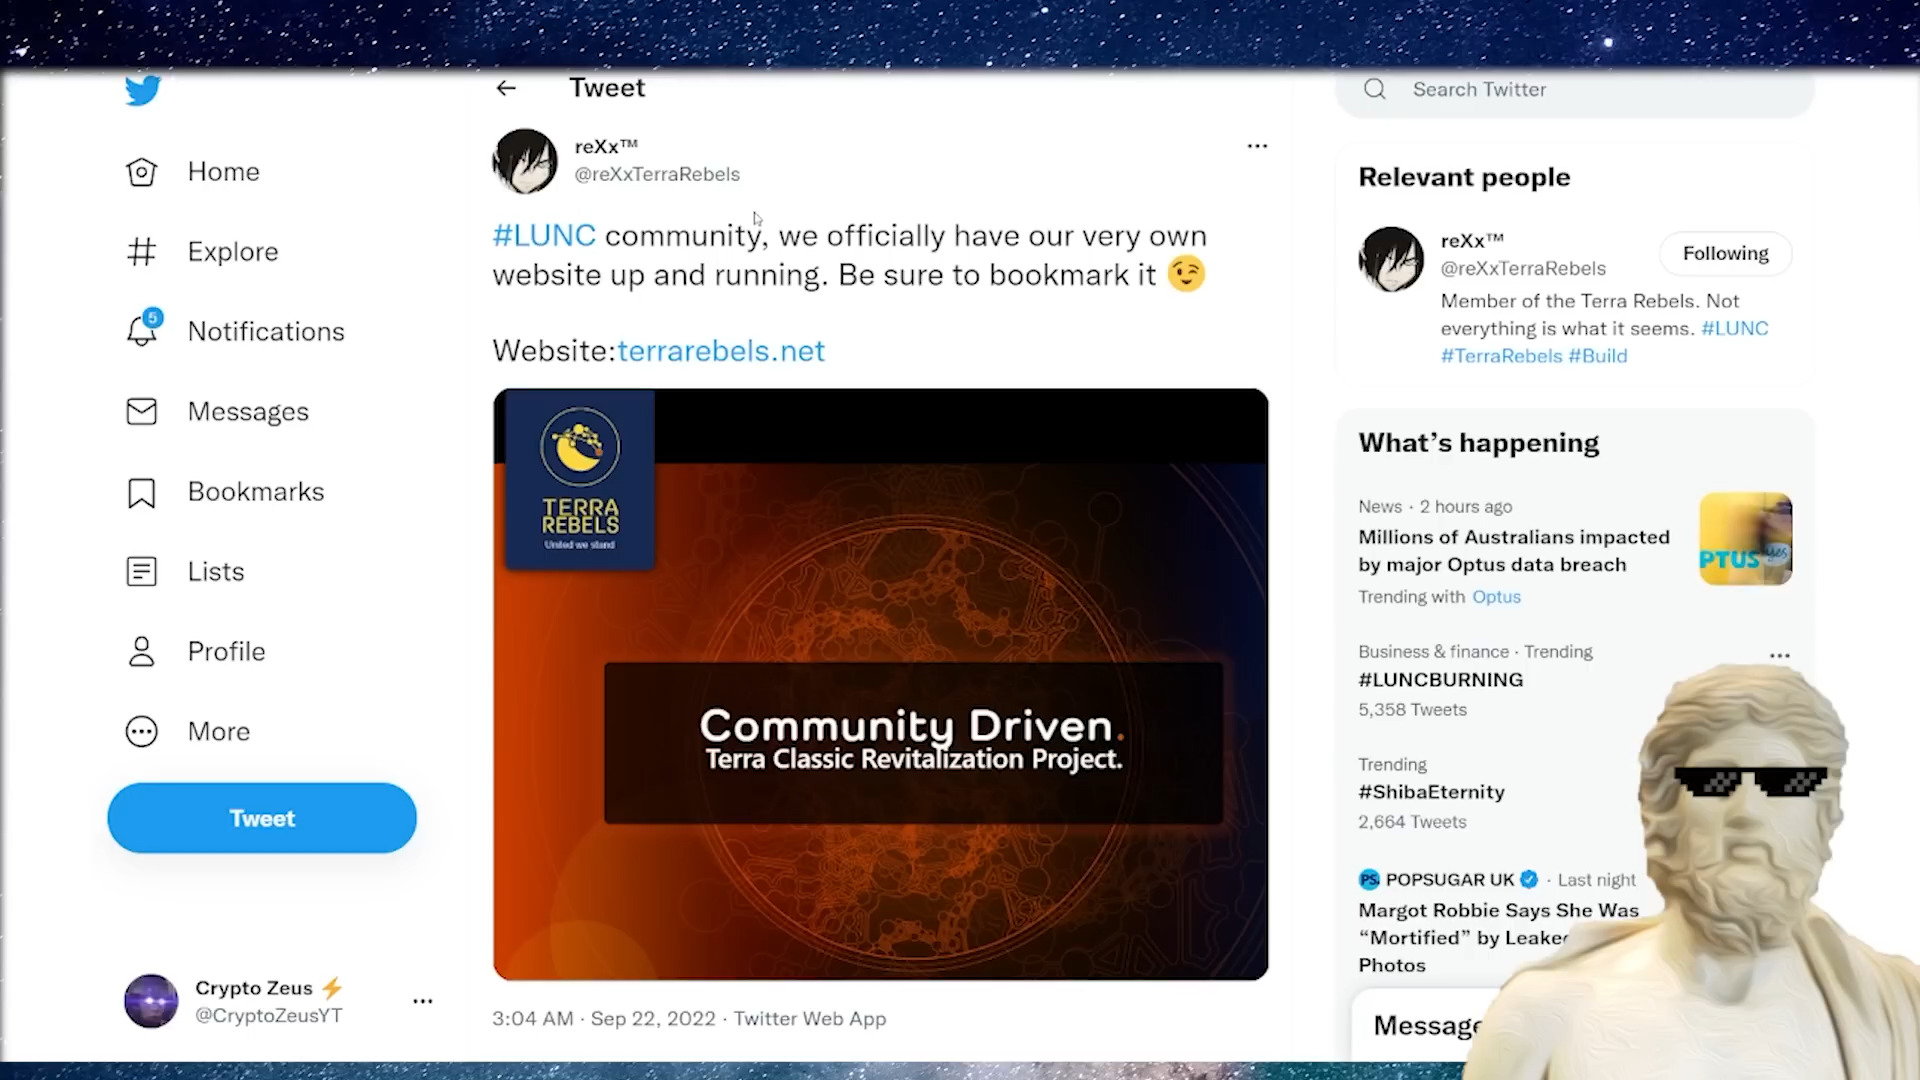 Home
Explore
5
Notifications
Messages
Bookmarks
Lists
Profile
More
Tweet
Crypto Zeus
@CryptoZeusYT
Tweet
reXx™
@reXxTerraRebels
#LUNC community, we officially have our very own
website up and running. Be sure to bookmark it
Website:terrarebels.net
TERRA
REBELS
United we stand
Community Driven.
Terra Classic Revitalization Project.
3:04 AM · Sep 22, 2022 · Twitter Web App
Search Twitter
Relevant people
reXx™
@reXxTerraRebels
Following
Member of the Terra Rebels. Not
everything is what it seems. #LUNC
#TerraRebels #Build
What's happening
News · 2 hours ago
Millions of Australians impacted
by major Optus data breach
Trending with Optus
PTUS yes
Business & finance · Trending
#LUNCBURNING
5,358 Tweets
Trending
#ShibaEternity
2,664 Tweets
PS. POPSUGAR UK · Last night
Margot Robbie Says She Was
“Mortified” by Leake
Photos
Message